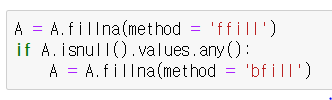 A = A.fillna(method = 'ffill')
if A.isnull().values.any():
    A = A.fillna(method = 'bfill')